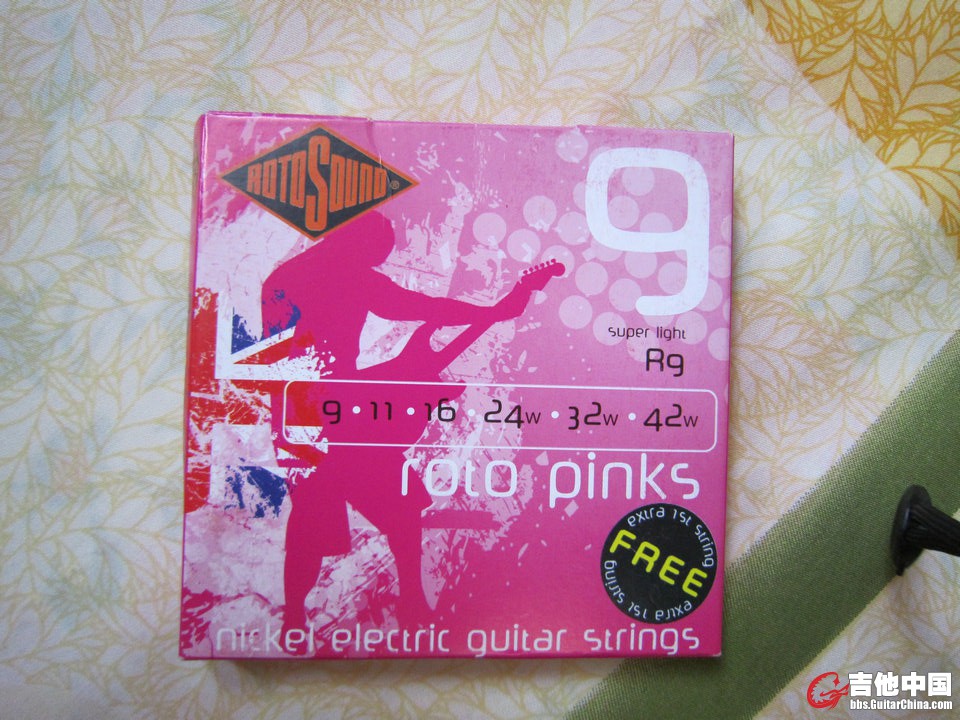 ROTOSOUND®
9
super light
R9
9 • 11 • 16 • 24w • 32w • 42w
roto pinks
extra 1st string
FREE
extra 1st string
nickel electric guitar strings
吉他中国
bbs.GuitarChina.com